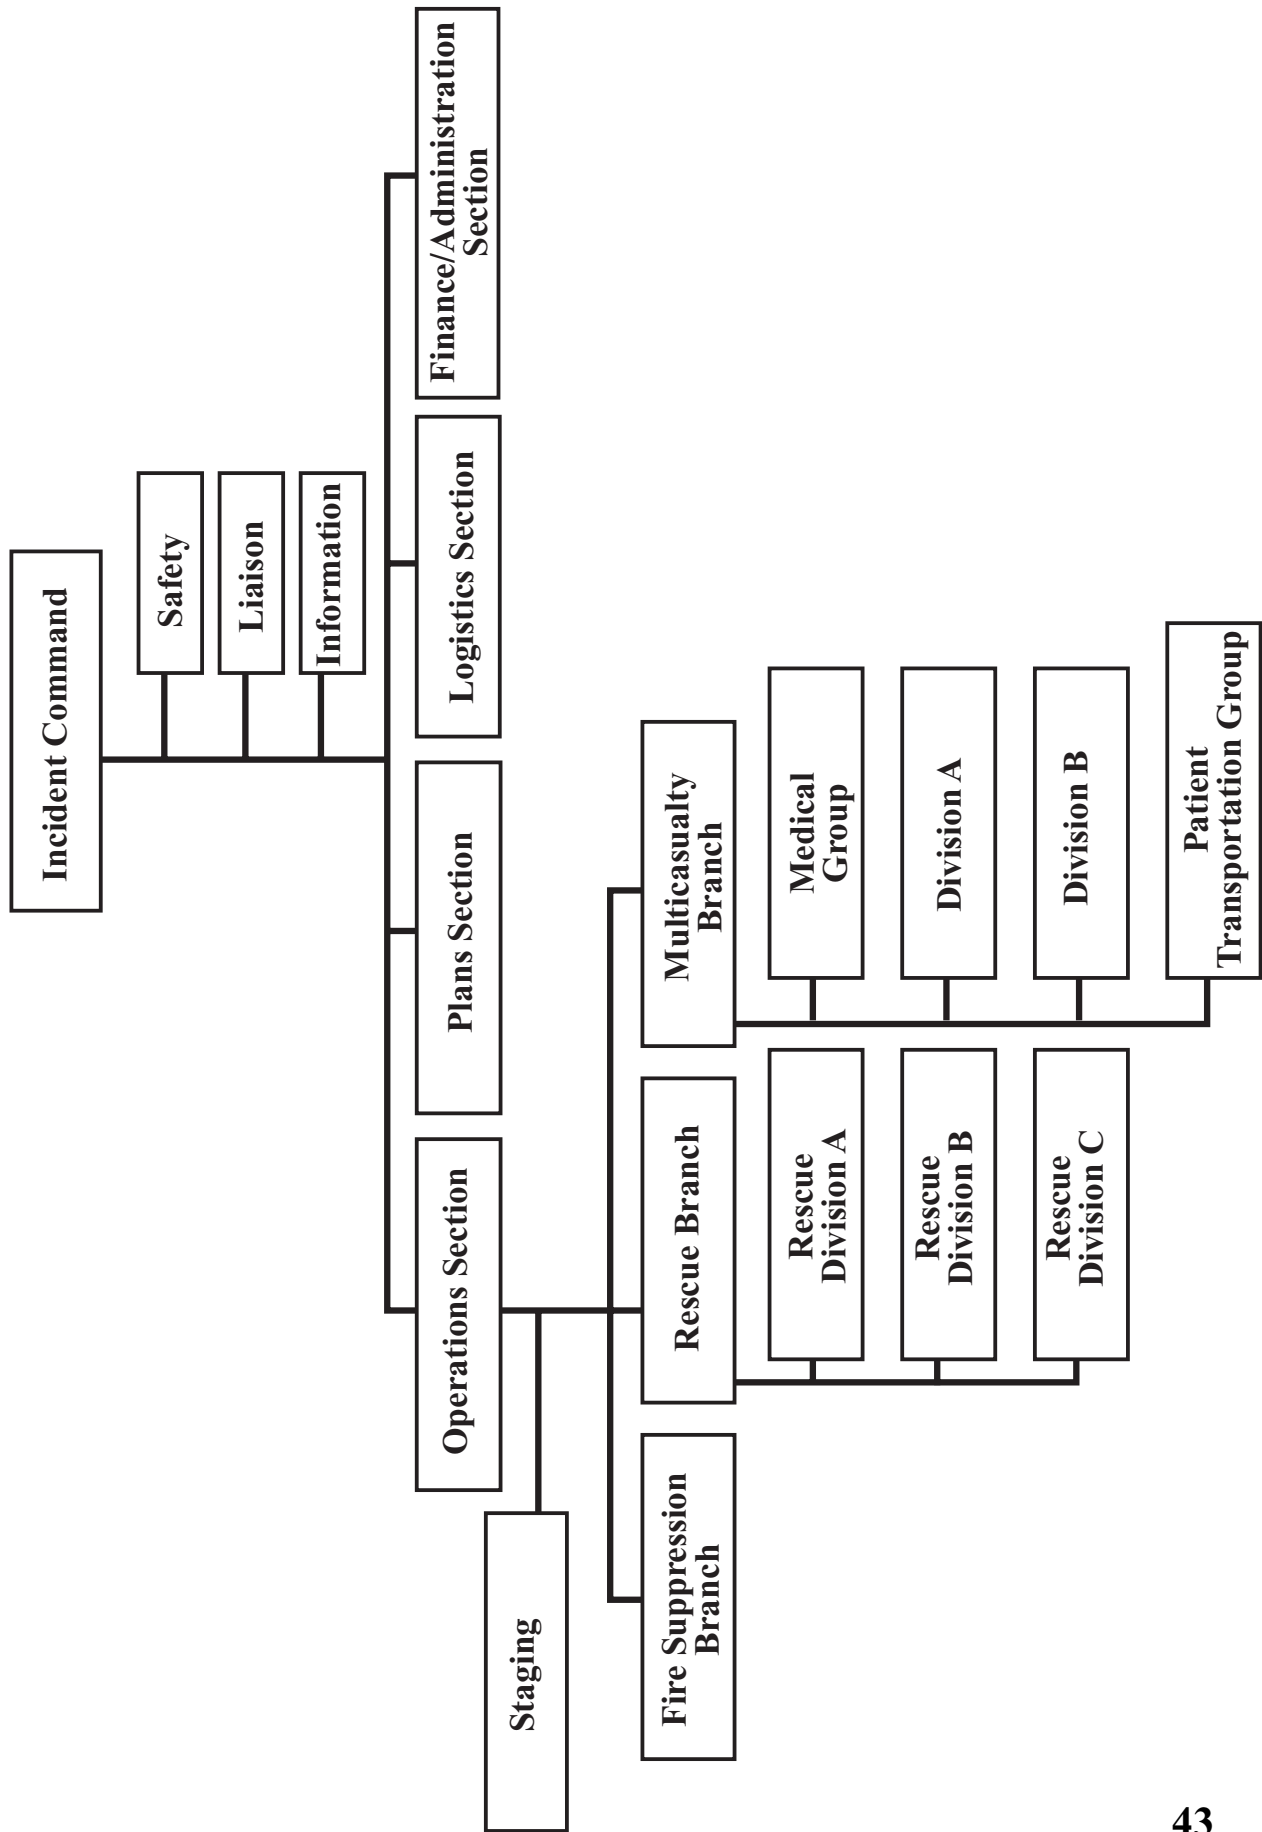 Incident Command
Safety
Liaison
Information
Operations Section
Plans Section
Logistics Section
Finance/Administration
Section
Staging
Fire Suppression
Branch
Rescue Branch
Multicasualty
Branch
Rescue
Division A
Rescue
Division B
Rescue
Division C
Medical
Group
Division A
Division B
Patient
Transportation Group
43